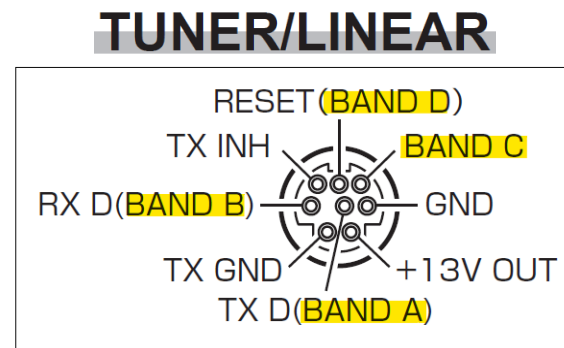 TUNER/LINEAR
RESET(BAND D)
TX INH
BAND C
RX D(BAND B)
GND
TX GND
+13V OUT
TX D(BAND A)